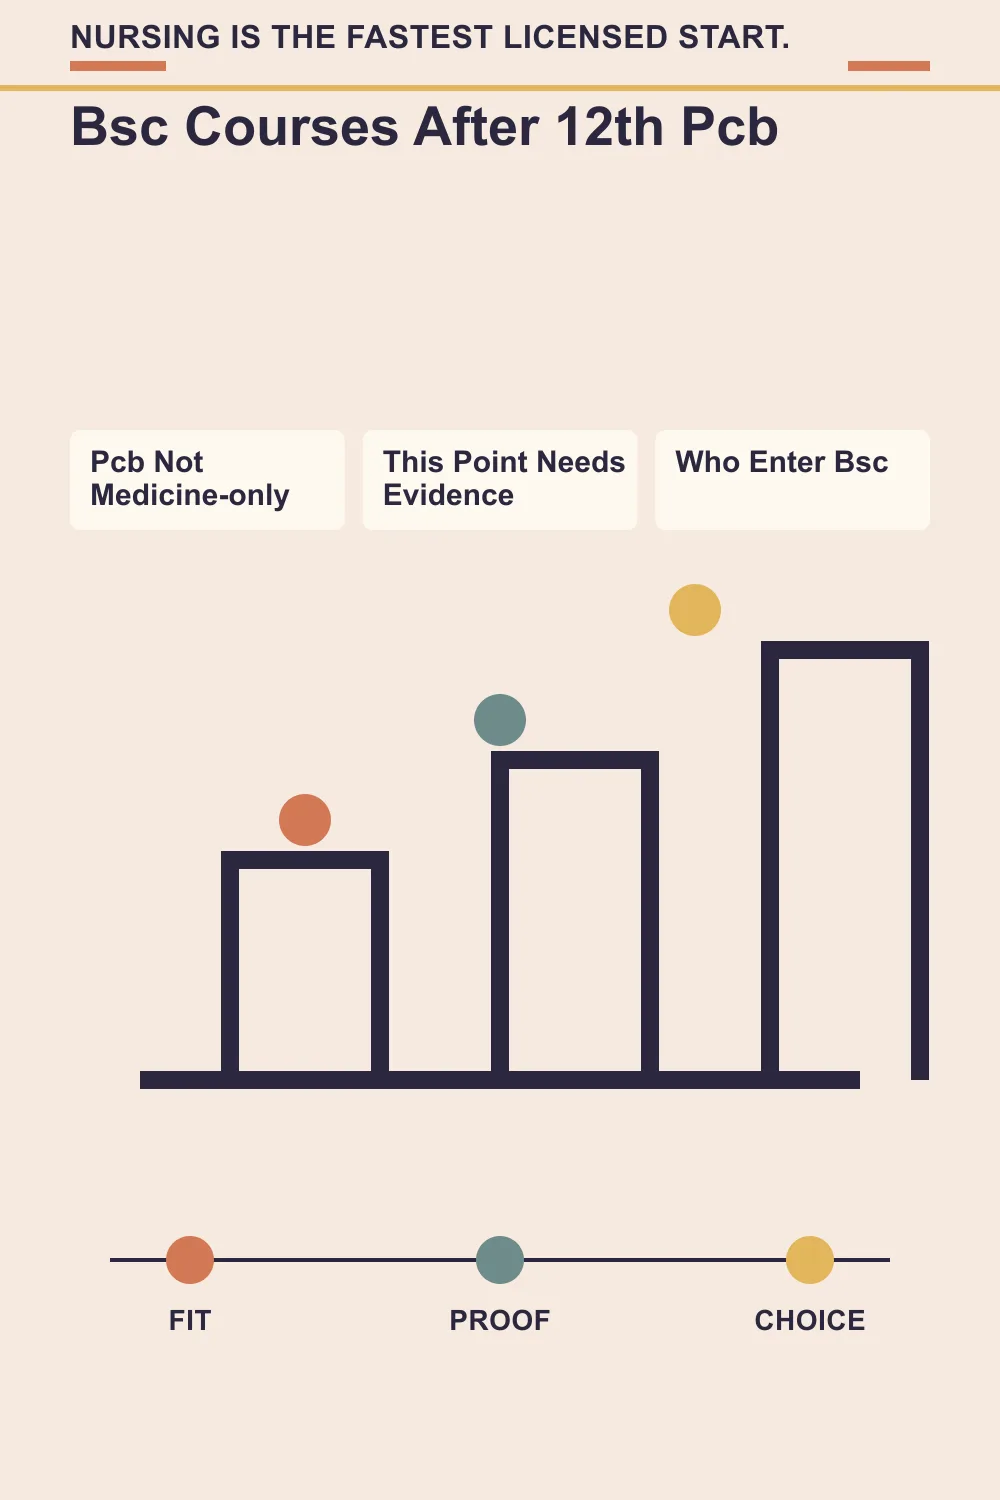 NURSING IS THE FASTEST LICENSED START.
Bsc Courses After 12th Pcb
Pcb Not
Medicine-only
This Point Needs
Evidence
Who Enter Bsc
FIT
PROOF
CHOICE